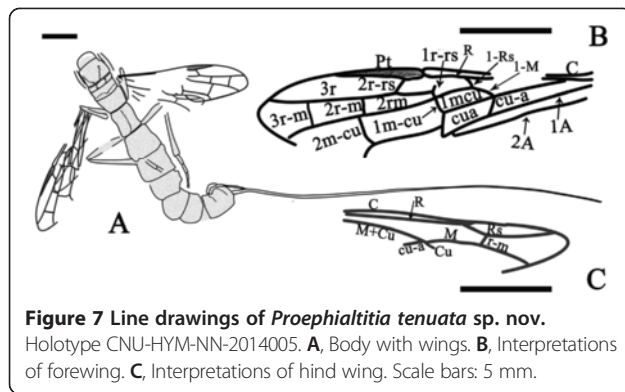 Pt
1r-rs
R
1-Rs
1-M
B
C
3r
2r-rs
3r-m
2r-m
2rm
1mcu
cu-a
2m-cu
1m-cu
cua
2A
1A
A
C
R
Rs
M+Cu
M
r-m
cu-a
Cu
C
Figure 7 Line drawings of Proephialtitia tenuata sp. nov.
Holotype CNU-HYM-NN-2014005. A, Body with wings. B, Interpretations
of forewing. C, Interpretations of hind wing. Scale bars: 5 mm.